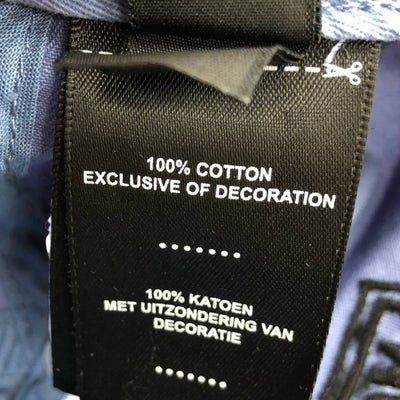 100% COTTON
EXCLUSIVE OF DECORATION
.......
100% KATOEN
MET UITZONDERING VAN
DECORATIE
.......